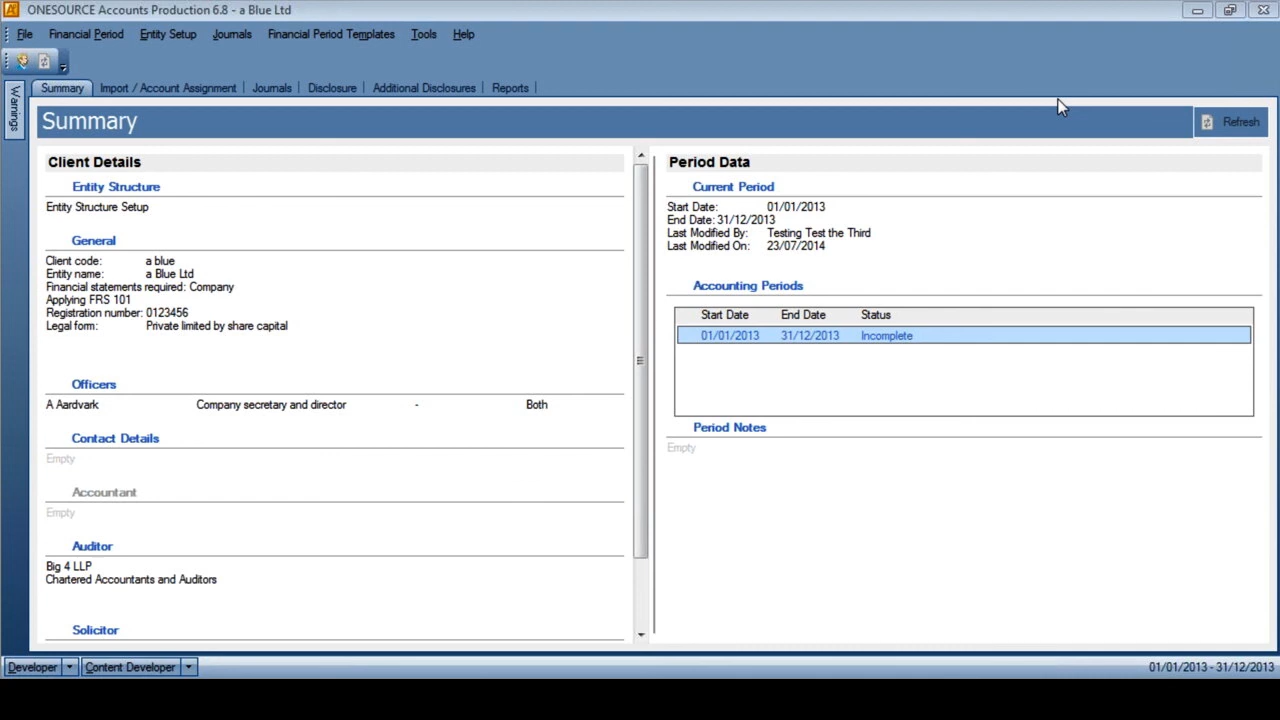 ONESOURCE Accounts Production 6.8 - a Blue Ltd
File Financial Period Entity Setup Journals Financial Period Templates Tools Help
Warnings
Summary Import / Account Assignment Journals Disclosure Additional Disclosures Reports
Summary
Refresh
Client Details
Entity Structure
Entity Structure Setup
General
Client code: a blue
Entity name: a Blue Ltd
Financial statements required: Company
Applying FRS 101
Registration number: 0123456
Legal form: Private limited by share capital
Officers
A Aardvark Company secretary and director - Both
Contact Details
Empty
Accountant
Empty
Auditor
Big 4 LLP
Chartered Accountants and Auditors
Solicitor
Period Data
Current Period
Start Date: 01/01/2013
End Date: 31/12/2013
Last Modified By: Testing Test the Third
Last Modified On: 23/07/2014
Accounting Periods
Start Date End Date Status
01/01/2013 31/12/2013 Incomplete
Period Notes
Empty
Developer Content Developer 01/01/2013 - 31/12/2013